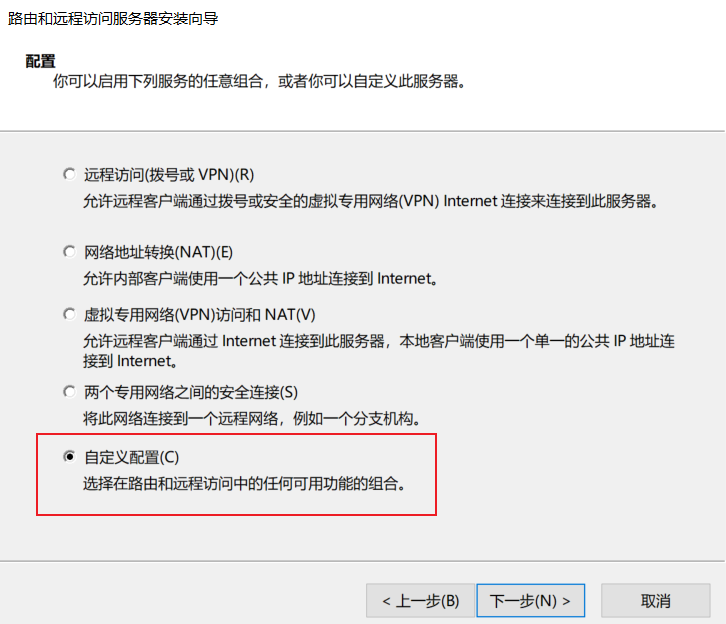 路由和远程访问服务器安装向导
配置
你可以启用下列服务的任意组合，或者你可以自定义此服务器。
远程访问(拨号或 VPN)(R)
允许远程客户端通过拨号或安全的虚拟专用网络(VPN) Internet 连接来连接到此服务器。
网络地址转换(NAT)(E)
允许内部客户端使用一个公共 IP 地址连接到 Internet。
虚拟专用网络(VPN)访问和 NAT(V)
允许远程客户端通过 Internet 连接到此服务器，本地客户端使用一个单一的公共 IP 地址连
接到 Internet。
两个专用网络之间的安全连接(S)
将此网络连接到一个远程网络，例如一个分支机构。
自定义配置(C)
选择在路由和远程访问中的任何可用功能的组合。
< 上一步(B) 下一步(N) > 取消